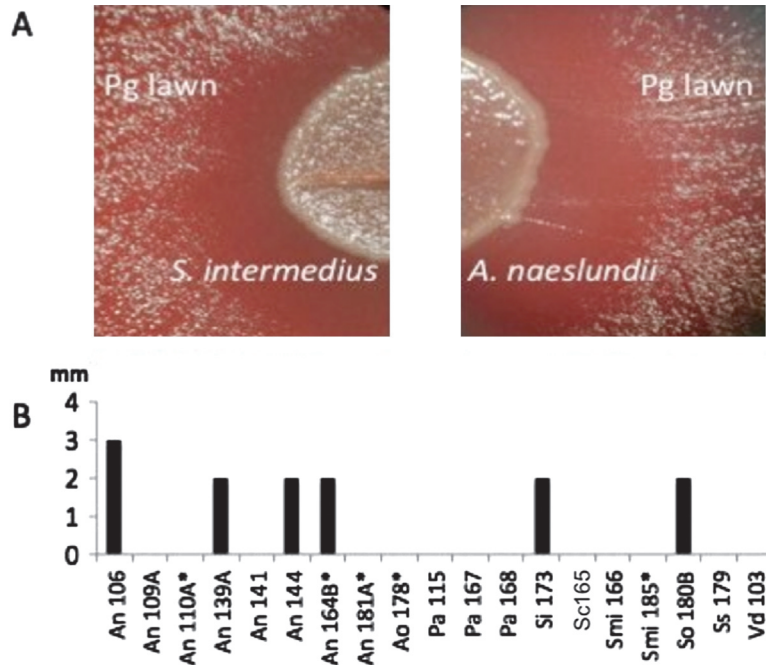 A
Pg lawn
Pg lawn
S. intermedius
A. naeslundii
B
mm
4
3
2
1
0
An 106
An 109A
An 110A*
An 139A
An 141
An 144
An 164B*
An 181A*
Ao 178*
Pa 115
Pa 167
Pa 168
Si 173
Sc165
Smi 166
Smi 185*
So 180B
Ss 179
Vd 103